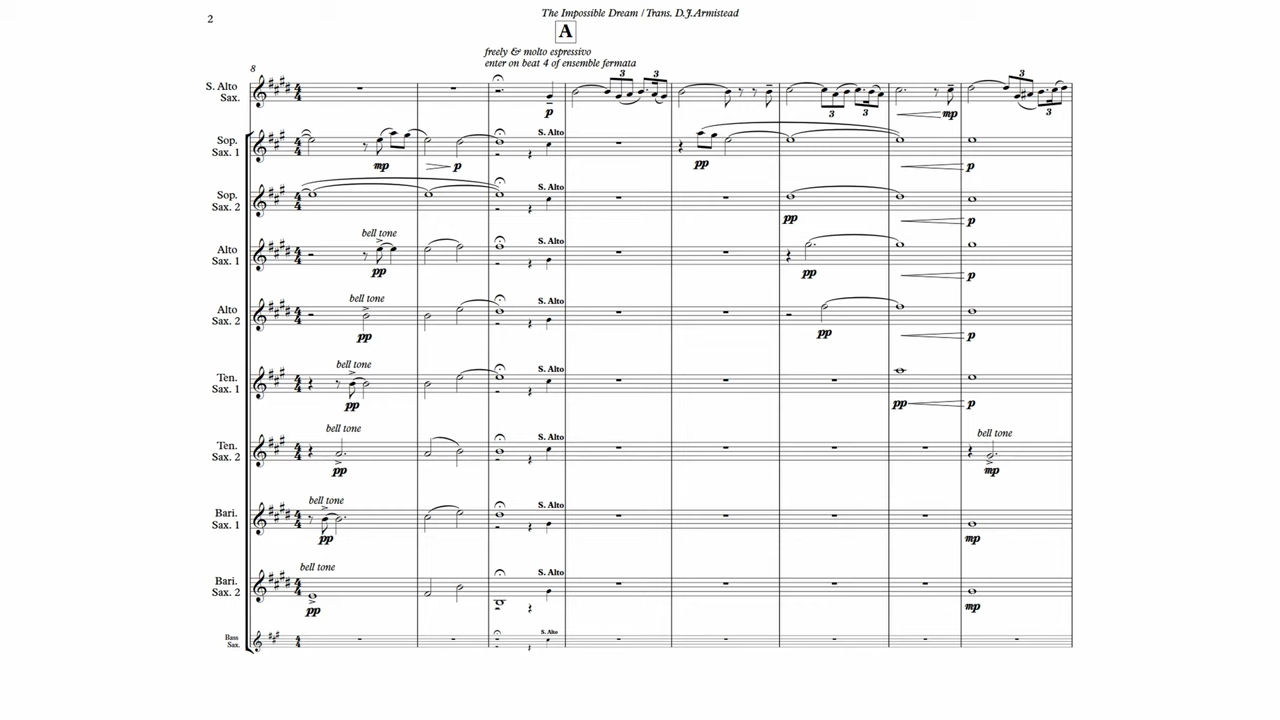 2
The Impossible Dream / Trans. D.J.Armistead
A
freely & molto espressivo
enter on beat 4 of ensemble fermata
8
S. Alto
Sax.
3 3 3 3 3 3
p mp
Sop.
Sax. 1
S. Alto
mp p pp p
Sop.
Sax. 2
S. Alto
pp p
bell tone
Alto
Sax. 1
S. Alto
pp pp p
bell tone
Alto
Sax. 2
S. Alto
pp pp p
bell tone
Ten.
Sax. 1
S. Alto
pp pp p
bell tone bell tone
Ten.
Sax. 2
S. Alto
pp mp
bell tone
Bari.
Sax. 1
S. Alto
pp mp
bell tone
Bari.
Sax. 2
S. Alto
pp mp
Bass
Sax.
S. Alto